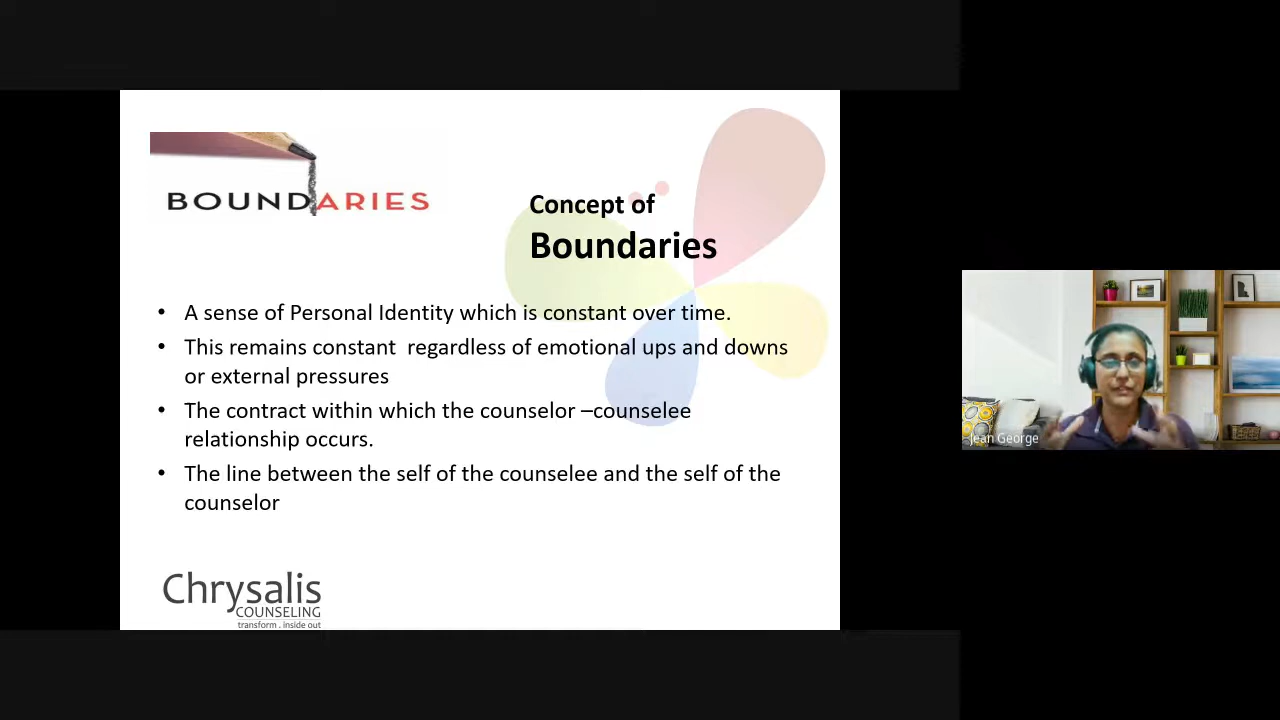 BOUNDARIES
Concept of
Boundaries
• A sense of Personal Identity which is constant over time.
• This remains constant  regardless of emotional ups and downs
or external pressures
• The contract within which the counselor –counselee
relationship occurs.
• The line between the self of the counselee and the self of the
counselor
Jean George
Chrysalis
COUNSELING
transform . inside out